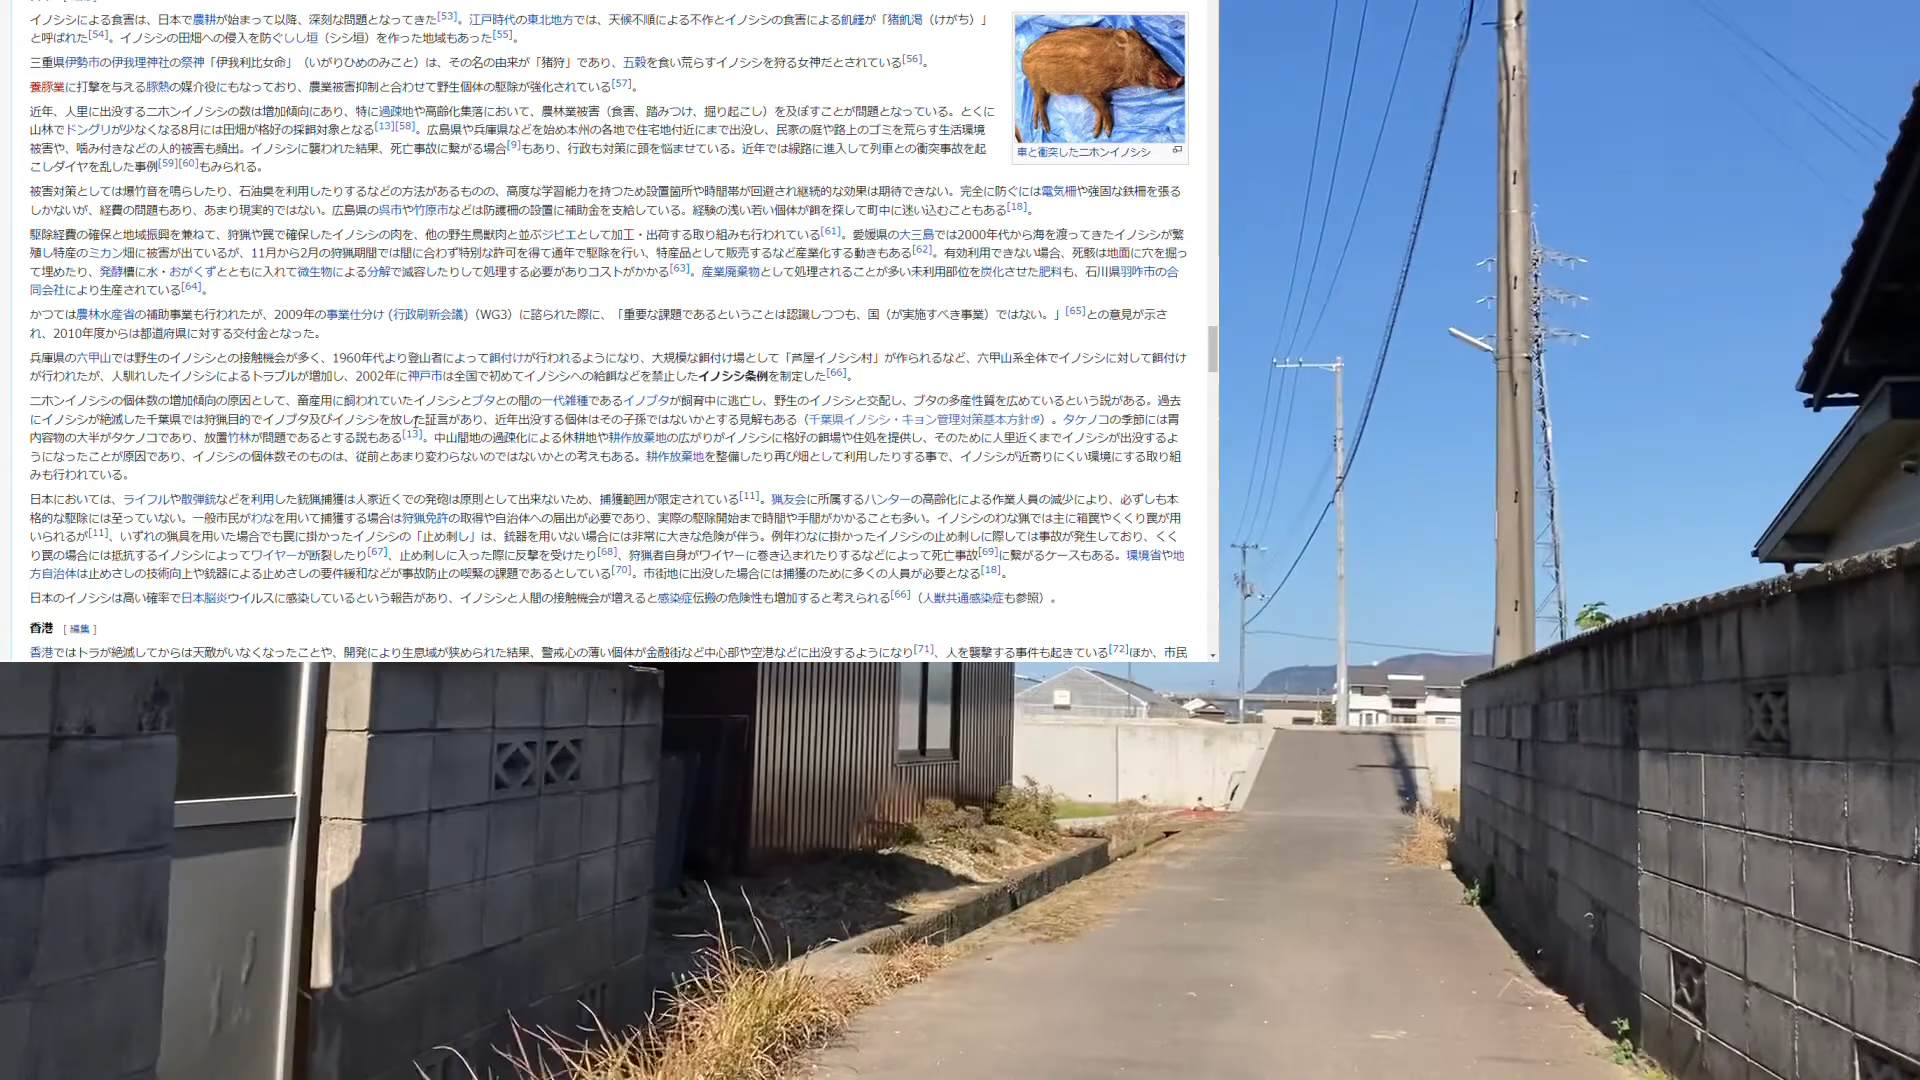 イノシシによる食害は、日本で農耕が始まって以降、深刻な問題となってきた[53]。江戸時代の東北地方では、天候不順による不作とイノシシの食害による飢饉が「猪飢渇（けがち）」
と呼ばれた[54]。イノシシの田畑への侵入を防ぐしし垣（シシ垣）を作った地域もあった[55]。
三重県伊勢市の伊我理神社の祭神「伊我利比女命」（いがりひめのみこと）は、その名の由来が「猪狩」であり、五穀を食い荒らすイノシシを狩る女神だとされている[56]。
養豚業に打撃を与える豚熱の媒介役にもなっており、農業被害抑制と合わせて野生個体の駆除が強化されている[57]。
近年、人里に出没するニホンイノシシの数は増加傾向にあり、特に過疎地や高齢化集落において、農林業被害（食害、踏みつけ、掘り起こし）を及ぼすことが問題となっている。とくに
山林でドングリが少なくなる8月には田畑が格好の採餌対象となる[13][58]。広島県や兵庫県などを始め本州の各地で住宅地付近にまで出没し、民家の庭や路上のゴミを荒らす生活環境
被害や、噛み付きなどの人的被害も頻出。イノシシに襲われた結果、死亡事故に繋がる場合[9]もあり、行政も対策に頭を悩ませている。近年では線路に進入して列車との衝突事故を起
こしダイヤを乱した事例[59][60]もみられる。
車と衝突したニホンイノシシ
被害対策としては爆竹音を鳴らしたり、石油臭を利用したりするなどの方法があるものの、高度な学習能力を持つため設置箇所や時間帯が回避され継続的な効果は期待できない。完全に防ぐには電気柵や強固な鉄柵を張る
しかないが、経費の問題もあり、あまり現実的ではない。広島県の呉市や竹原市などは防護柵の設置に補助金を支給している。経験の浅い若い個体が餌を探して町中に迷い込むこともある[18]。
駆除経費の確保と地域振興を兼ねて、狩猟や罠で確保したイノシシの肉を、他の野生鳥獣肉と並ぶジビエとして加工・出荷する取り組みも行われている[61]。愛媛県の大三島では2000年代から海を渡ってきたイノシシが繁
殖し特産のミカン畑に被害が出ているが、11月から2月の狩猟期間では間に合わず特別な許可を得て通年で駆除を行い、特産品として販売するなど産業化する動きもある[62]。有効利用できない場合、死骸は地面に穴を掘っ
て埋めたり、発酵槽に水・おがくずとともに入れて微生物による分解で減容したりして処理する必要がありコストがかかる[63]。産業廃棄物として処理されることが多い未利用部位を炭化させた肥料も、石川県羽咋市の合
同会社により生産されている[64]。
かつては農林水産省の補助事業も行われたが、2009年の事業仕分け (行政刷新会議)（WG3）に諮られた際に、「重要な課題であるということは認識しつつも、国（が実施すべき事業）ではない。」[65]との意見が示さ
れ、2010年度からは都道府県に対する交付金となった。
兵庫県の六甲山では野生のイノシシとの接触機会が多く、1960年代より登山者によって餌付けが行われるようになり、大規模な餌付け場として「芦屋イノシシ村」が作られるなど、六甲山系全体でイノシシに対して餌付け
が行われたが、人馴れしたイノシシによるトラブルが増加し、2002年に神戸市は全国で初めてイノシシへの給餌などを禁止したイノシシ条例を制定した[66]。
ニホンイノシシの個体数の増加傾向の原因として、畜産用に飼われていたイノシシとブタとの間の一代雑種であるイノブタが飼育中に逃亡し、野生のイノシシと交配し、ブタの多産性質を広めているという説がある。過去
にイノシシが絶滅した千葉県では狩猟目的でイノブタ及びイノシシを放した証言があり、近年出没する個体はその子孫ではないかとする見解もある（千葉県イノシシ・キョン管理対策基本方針）。タケノコの季節には胃
内容物の大半がタケノコであり、放置竹林が問題であるとする説もある[13]。中山間地の過疎化による休耕地や耕作放棄地の広がりがイノシシに格好の餌場や住処を提供し、そのために人里近くまでイノシシが出没するよ
うになったことが原因であり、イノシシの個体数そのものは、従前とあまり変わらないのではないかとの考えもある。耕作放棄地を整備したり再び畑として利用したりする事で、イノシシが近寄りにくい環境にする取り組
みも行われている。
日本においては、ライフルや散弾銃などを利用した銃猟捕獲は人家近くでの発砲は原則として出来ないため、捕獲範囲が限定されている[11]。猟友会に所属するハンターの高齢化による作業人員の減少により、必ずしも本
格的な駆除には至っていない。一般市民がわなを用いて捕獲する場合は狩猟免許の取得や自治体への届出が必要であり、実際の駆除開始まで時間や手間がかかることも多い。イノシシのわな猟では主に箱罠やくくり罠が用
いられるが[11]、いずれの猟具を用いた場合でも罠に掛かったイノシシの「止め刺し」は、銃器を用いない場合には非常に大きな危険が伴う。例年わなに掛かったイノシシの止め刺しに際しては事故が発生しており、くく
り罠の場合には抵抗するイノシシによってワイヤーが断裂したり[67]、止め刺しに入った際に反撃を受けたり[68]、狩猟者自身がワイヤーに巻き込まれたりするなどによって死亡事故[69]に繋がるケースもある。環境省や地
方自治体は止めさしの技術向上や銃器による止めさしの要件緩和などが事故防止の喫緊の課題であるとしている[70]。市街地に出没した場合には捕獲のために多くの人員が必要となる[18]。
日本のイノシシは高い確率で日本脳炎ウイルスに感染しているという報告があり、イノシシと人間の接触機会が増えると感染症伝搬の危険性も増加すると考えられる[66]（人獣共通感染症も参照）。
香港 [編集]
香港ではトラが絶滅してからは天敵がいなくなったことや、開発により生息域が狭められた結果、警戒心の薄い個体が金融街など中心部や空港などに出没するようになり[71]、人を襲撃する事件も起きている[72]ほか、市民